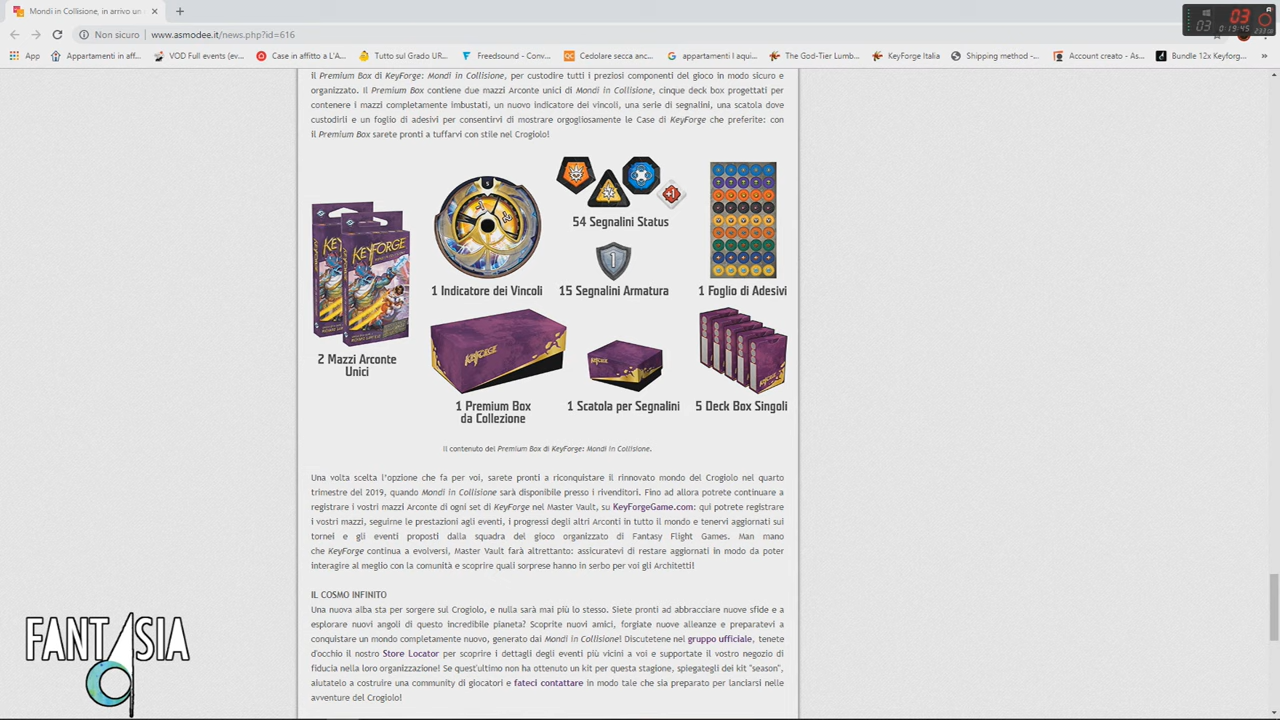 Mondi in Collisione, in arrivo un
Non sicuro | www.asmodee.it/news.php?id=616
03
03
0:19:45
App
Appartamenti in aff...
VOD Full events (ev...
Case in affitto a L'A...
Tutto sul Grado UR...
Freedsound - Conv...
Cedolare secca anc...
appartamenti l aqui...
The God-Tier Lumb...
KeyForge Italia
Shipping method -...
Account creato - As...
Bundle 12x Keyforg...
il Premium Box di KeyForge: Mondi in Collisione, per custodire tutti i preziosi componenti del gioco in modo sicuro e
organizzato. Il Premium Box contiene due mazzi Arconte unici di Mondi in Collisione, cinque deck box progettati per
contenere i mazzi completamente imbustati, un nuovo indicatore dei vincoli, una serie di segnalini, una scatola dove
custodirli e un foglio di adesivi per consentirvi di mostrare orgogliosamente le Case di KeyForge che preferite: con
il Premium Box sarete pronti a tuffarvi con stile nel Crogiolo!
KEYFORGE
5
+1
54 Segnalini Status
1
1 Indicatore dei Vincoli
15 Segnalini Armatura
1 Foglio di Adesivi
2 Mazzi Arconte
Unici
1 Premium Box
da Collezione
1 Scatola per Segnalini
5 Deck Box Singoli
Il contenuto del Premium Box di KeyForge: Mondi in Collisione.
Una volta scelta l'opzione che fa per voi, sarete pronti a riconquistare il rinnovato mondo del Crogiolo nel quarto
trimestre del 2019, quando Mondi in Collisione sarà disponibile presso i rivenditori. Fino ad allora potrete continuare a
registrare i vostri mazzi Arconte di ogni set di KeyForge nel Master Vault, su KeyForgeGame.com: qui potrete registrare
i vostri mazzi, seguirne le prestazioni agli eventi, i progressi degli altri Arconti in tutto il mondo e tenervi aggiornati sui
tornei e gli eventi proposti dalla squadra del gioco organizzato di Fantasy Flight Games. Man mano
che KeyForge continua a evolversi, Master Vault farà altrettanto: assicuratevi di restare aggiornati in modo da poter
interagire al meglio con la comunità e scoprire quali sorprese hanno in serbo per voi gli Architetti!
IL COSMO INFINITO
Una nuova alba sta per sorgere sul Crogiolo, e nulla sarà mai più lo stesso. Siete pronti ad abbracciare nuove sfide e a
esplorare nuovi angoli di questo incredibile pianeta? Scoprite nuovi amici, forgiate nuove alleanze e preparatevi a
conquistare un mondo completamente nuovo, generato dai Mondi in Collisione! Discutetene nel gruppo ufficiale, tenete
d'occhio il nostro Store Locator per scoprire i dettagli degli eventi più vicini a voi e supportate il vostro negozio di
fiducia nella loro organizzazione! Se quest'ultimo non ha ottenuto un kit per questa stagione, spiegategli dei kit "season",
aiutatelo a costruire una community di giocatori e fateci contattare in modo tale che sia preparato per lanciarsi nelle
avventure del Crogiolo!
FANTASIA